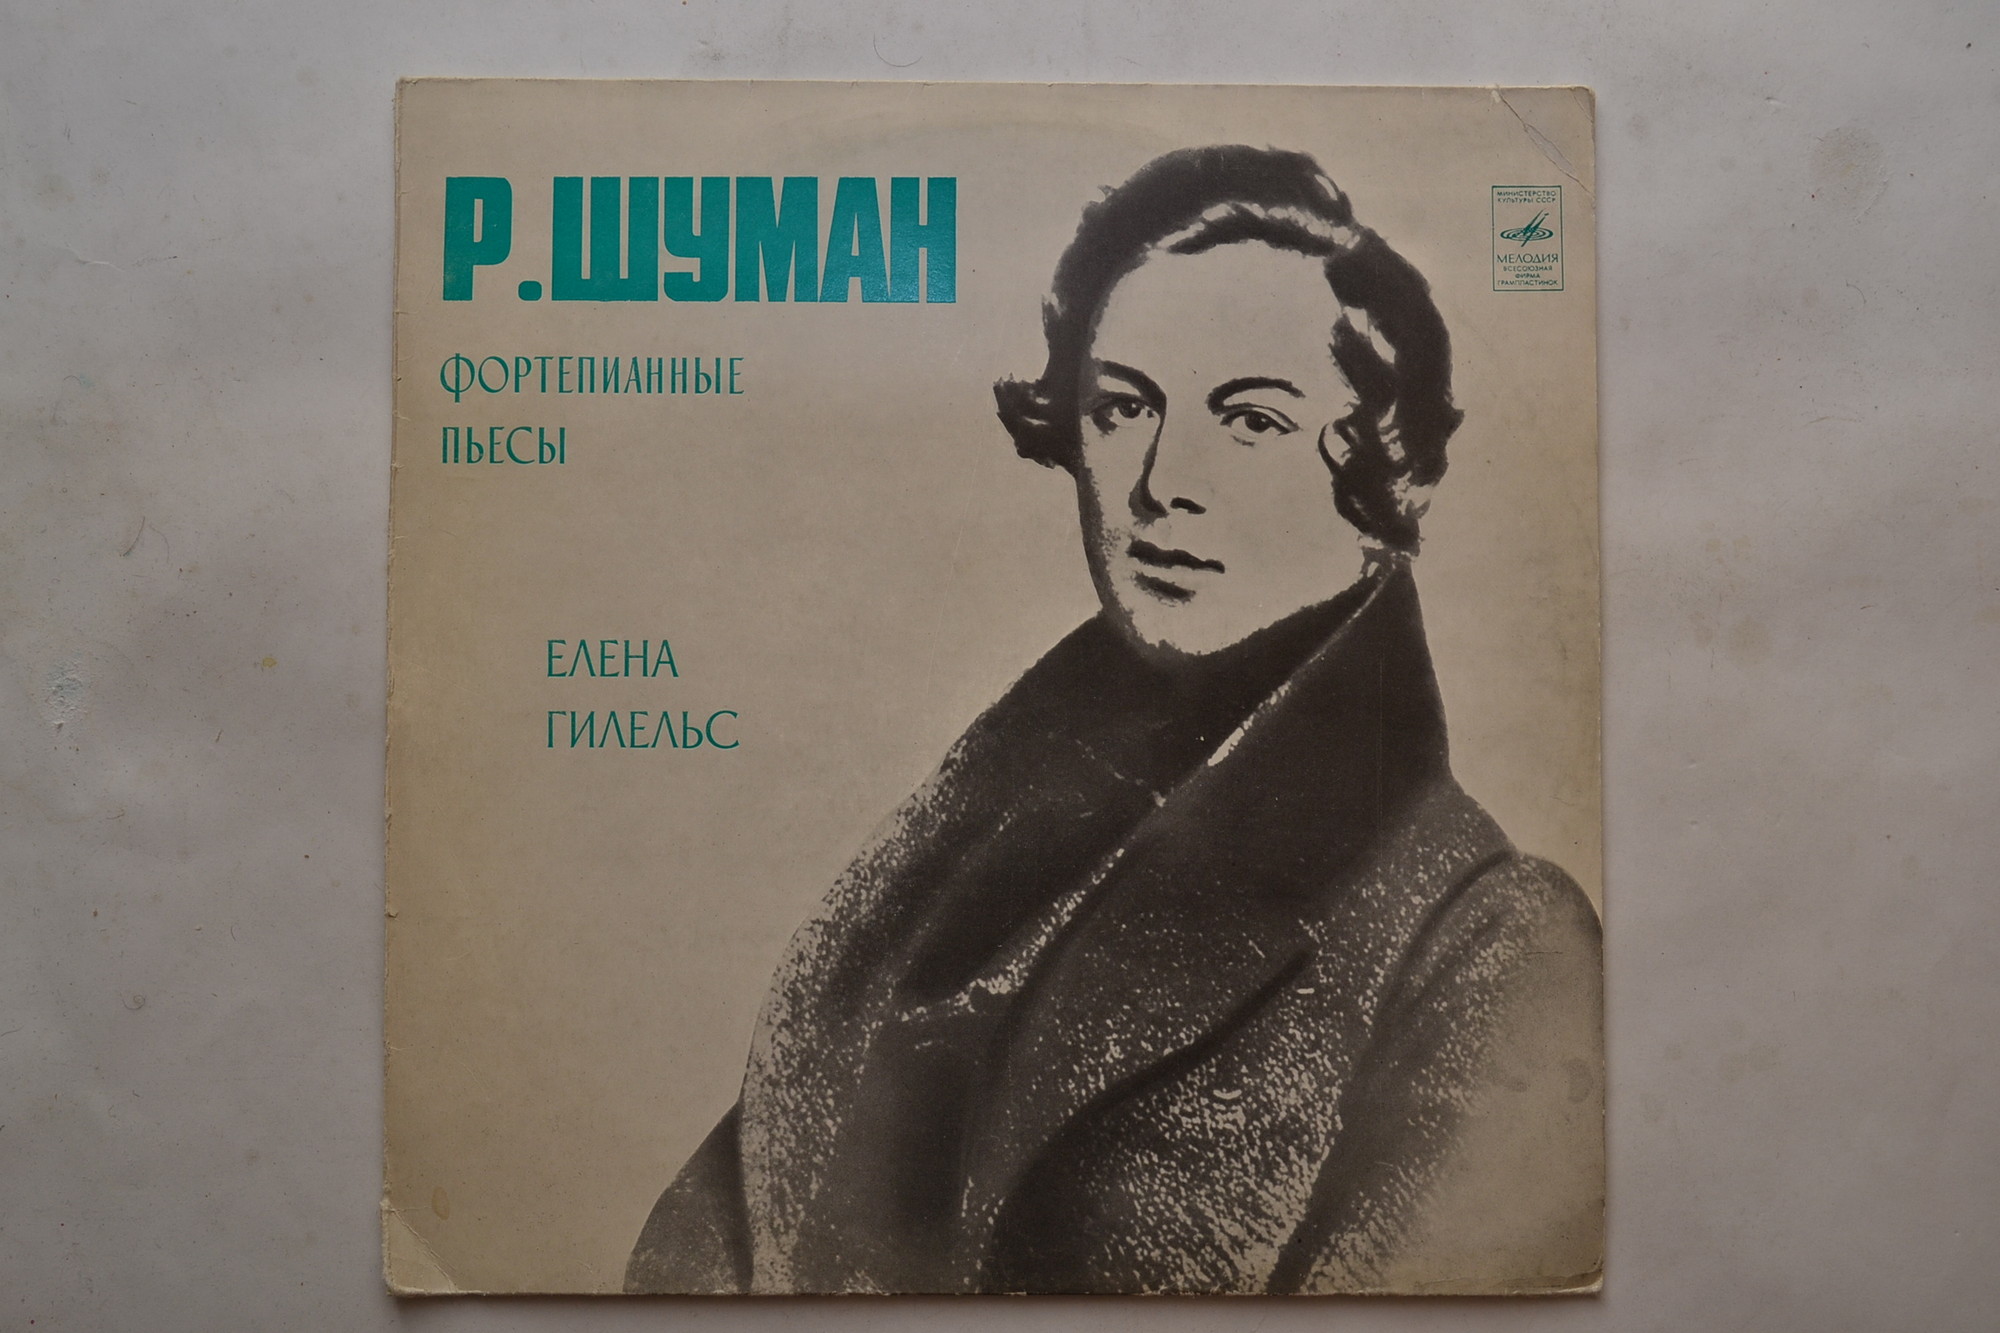 Р.ШУМАН
ФОРТЕПИАННЫЕ
ПЬЕСЫ
ЕЛЕНА
ГИЛЕЛЬС
МИНИСТЕРСТВО
КУЛЬТУРЫ СССР
МЕЛОДИЯ
ВСЕСОЮЗНАЯ
ФИРМА
ГРАМПЛАСТИНОК